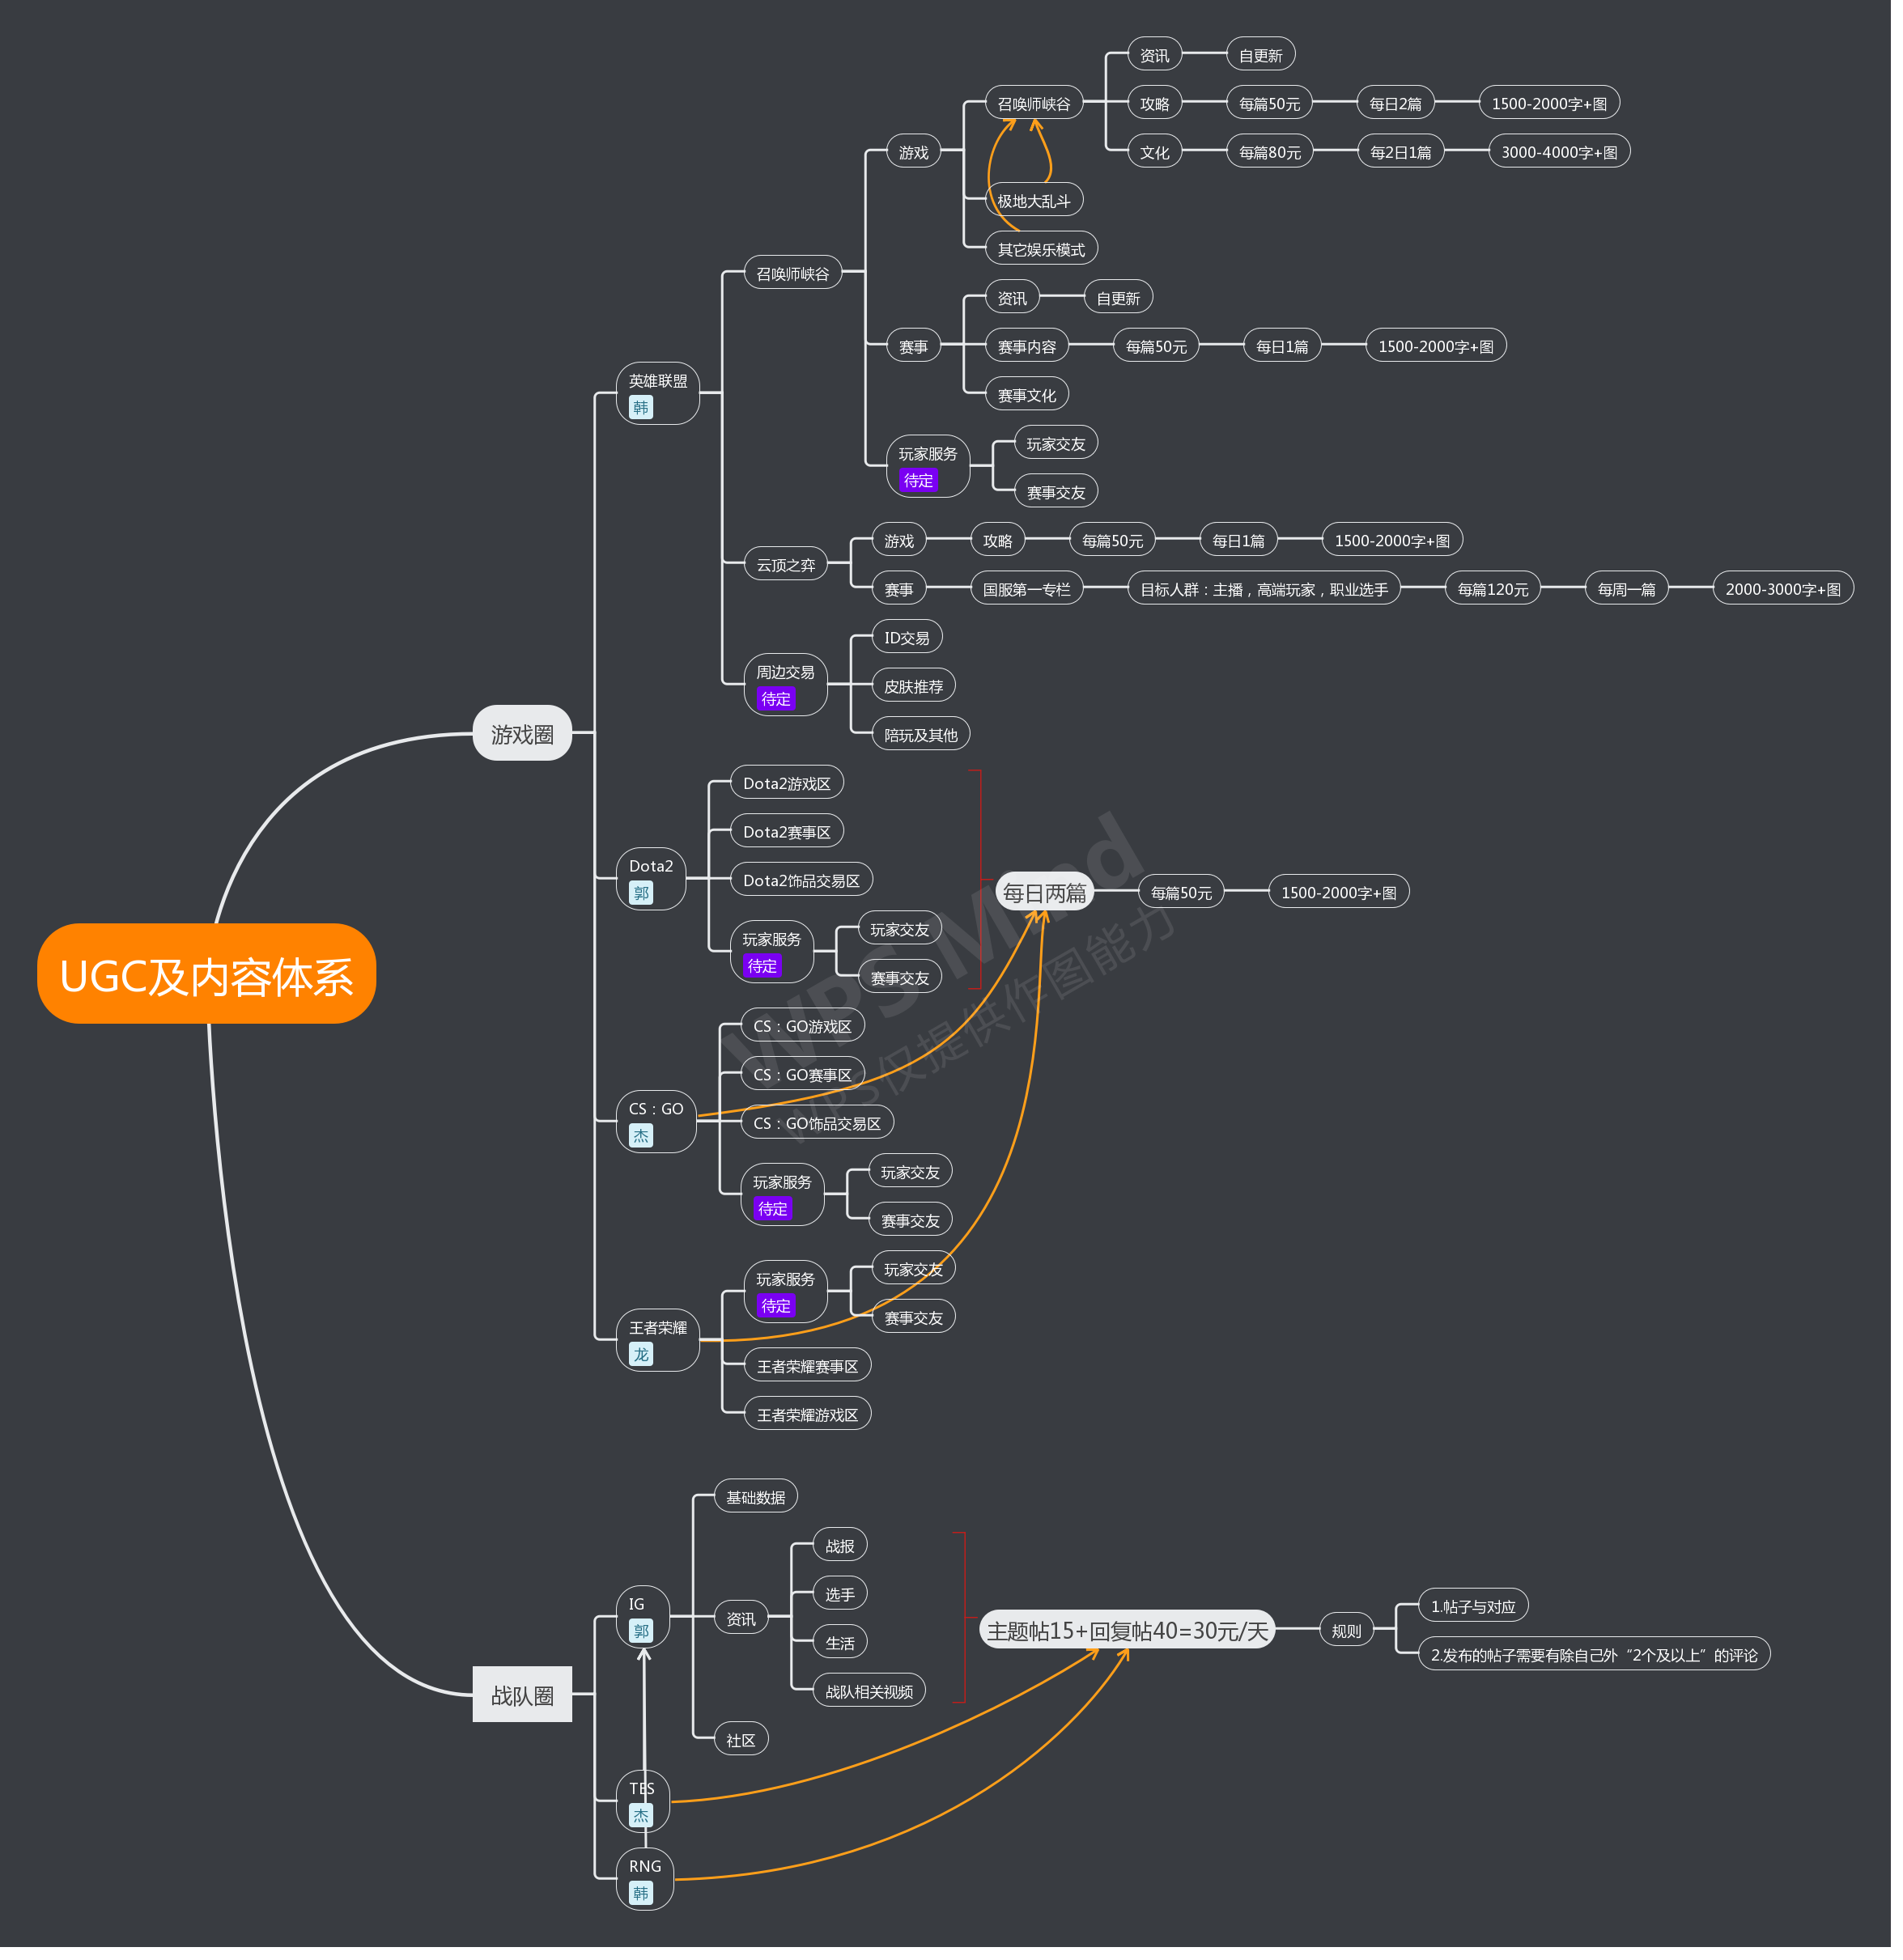 UGC及内容体系
游戏圈
英雄联盟
韩
召唤师峡谷
游戏
召唤师峡谷
资讯
自更新
攻略
每篇50元
每日2篇
1500-2000字+图
文化
每篇80元
每2日1篇
3000-4000字+图
极地大乱斗
其它娱乐模式
赛事
资讯
自更新
赛事内容
每篇50元
每日1篇
1500-2000字+图
赛事文化
玩家服务
待定
玩家交友
赛事交友
云顶之弈
游戏
攻略
每篇50元
每日1篇
1500-2000字+图
赛事
国服第一专栏
目标人群：主播，高端玩家，职业选手
每篇120元
每周一篇
2000-3000字+图
周边交易
待定
ID交易
皮肤推荐
陪玩及其他
Dota2
郭
Dota2游戏区
Dota2赛事区
Dota2饰品交易区
玩家服务
待定
玩家交友
赛事交友
每日两篇
每篇50元
1500-2000字+图
CS：GO
杰
CS：GO游戏区
CS：GO赛事区
CS：GO饰品交易区
玩家服务
待定
玩家交友
赛事交友
王者荣耀
龙
玩家服务
待定
玩家交友
赛事交友
王者荣耀赛事区
王者荣耀游戏区
战队圈
IG
郭
基础数据
资讯
战报
选手
生活
战队相关视频
社区
主题帖15+回复帖40=30元/天
规则
1.帖子与对应
2.发布的帖子需要有除自己外“2个及以上”的评论
TES
杰
RNG
韩
WPS Mind
WPS仅提供作图能力